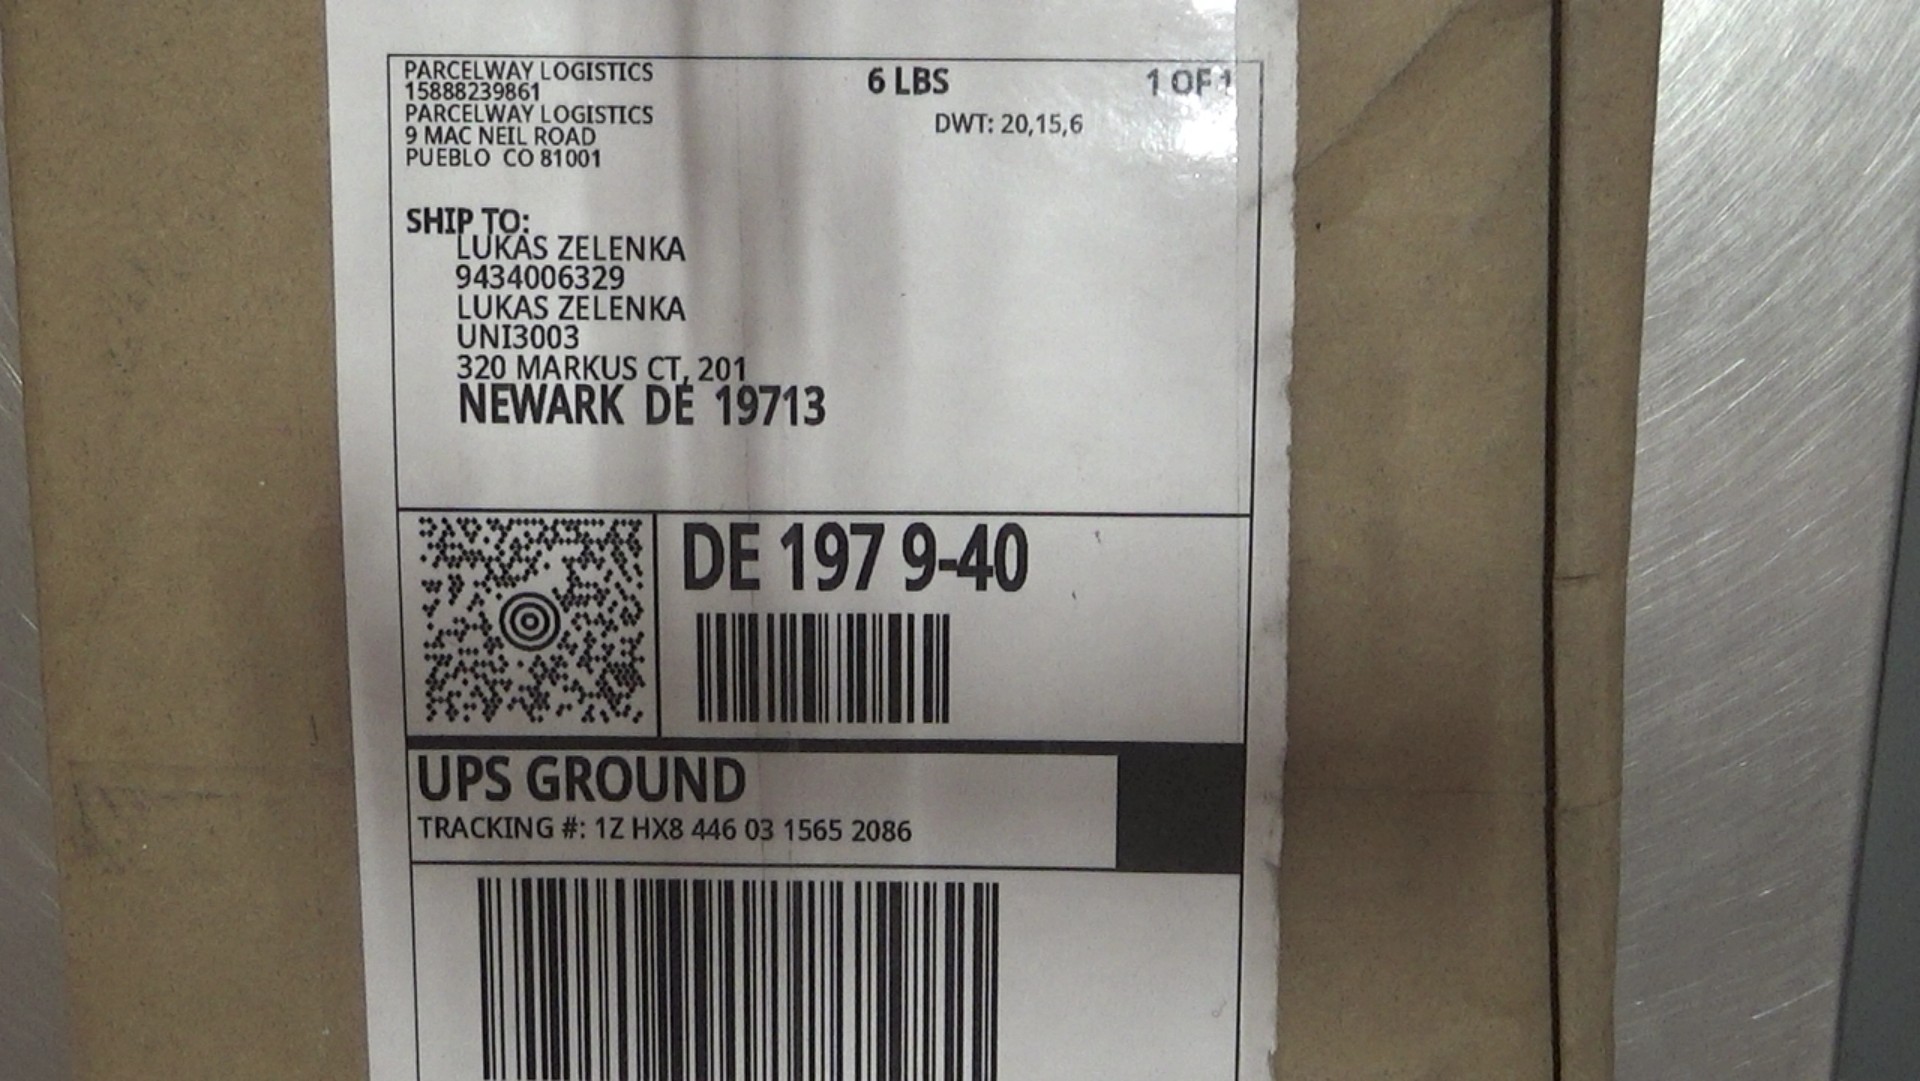 PARCELWAY LOGISTICS
15888239861
PARCELWAY LOGISTICS
9 MAC NEIL ROAD
PUEBLO CO 81001
6 LBS
1 OF 1
DWT: 20,15,6
SHIP TO:
LUKAS ZELENKA
9434006329
LUKAS ZELENKA
UNI3003
320 MARKUS CT, 201
NEWARK DE 19713
DE 197 9-40
UPS GROUND
TRACKING #: 1Z HX8 446 03 1565 2086